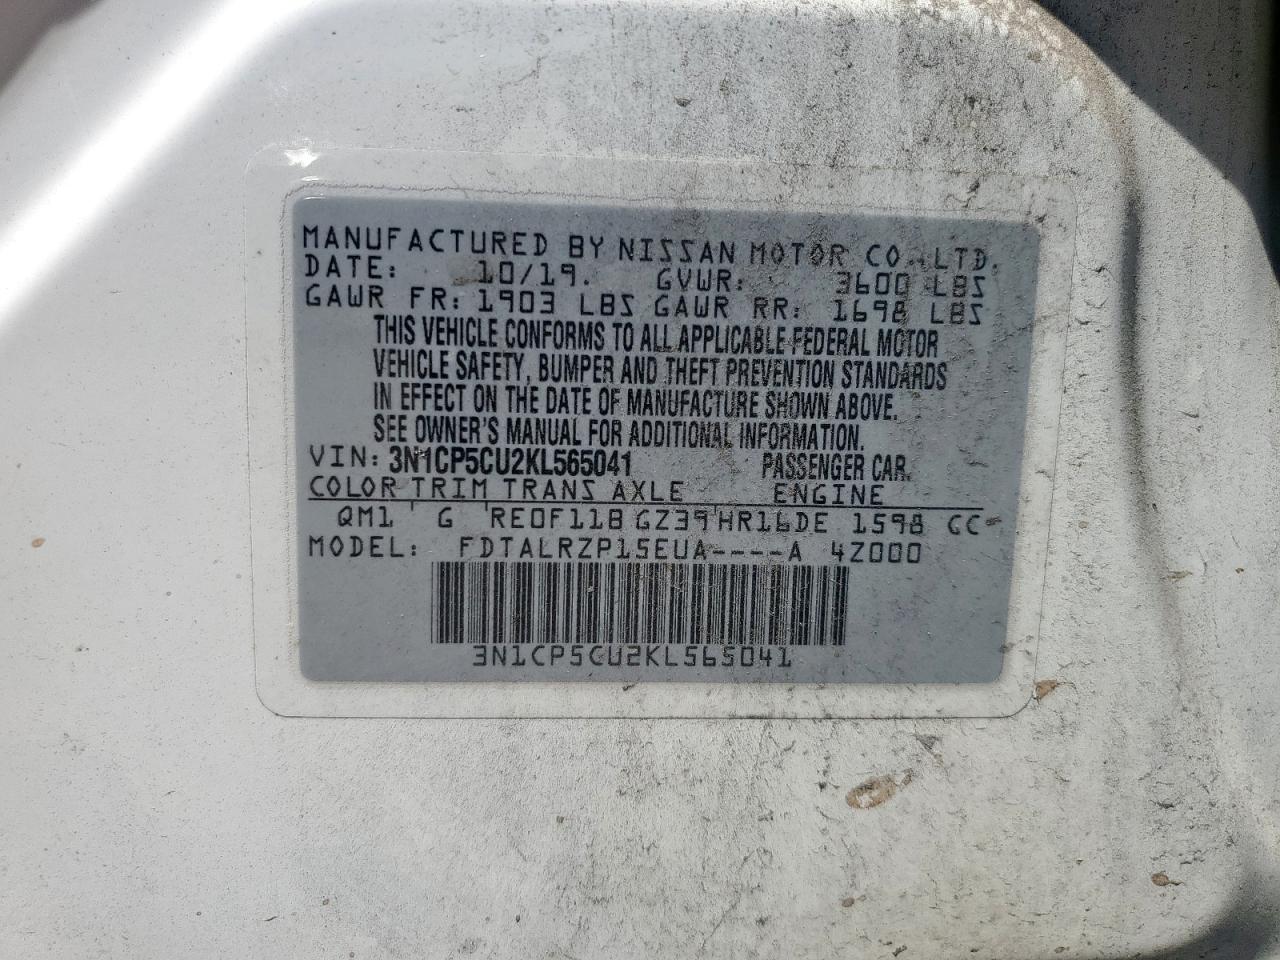 MANUFACTURED BY NISSAN MOTOR CO.,LTD.
DATE: 10/19. GVWR: 3600 LBS
GAWR FR: 1903 LBS GAWR RR: 1698 LBS
THIS VEHICLE CONFORMS TO ALL APPLICABLE FEDERAL MOTOR
VEHICLE SAFETY, BUMPER AND THEFT PREVENTION STANDARDS
IN EFFECT ON THE DATE OF MANUFACTURE SHOWN ABOVE.
SEE OWNER'S MANUAL FOR ADDITIONAL INFORMATION.
VIN: 3N1CP5CU2KL565041 PASSENGER CAR.
COLOR TRIM TRANS AXLE ENGINE
QM1 ' G 'RE0F11B GZ39'HR16DE 1598 CC
MODEL: FDTALRZP15EUA----A 4Z000
3N1CP5CU2KL565041